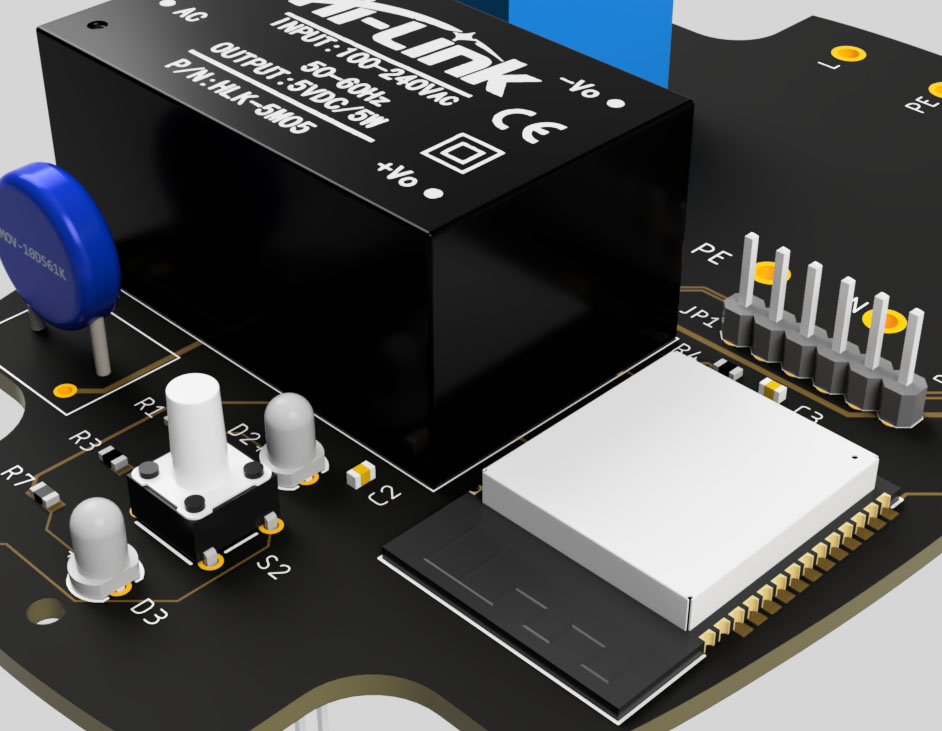 AC
Hi-Link
INPUT:100-240VAC
50-60Hz
OUTPUT:5VDC/5W
P/N:HLK-5M05
-Vo
+Vo
CE
L
PE
MOV-10D561K
PE
N
JP1
R4
C3
R1
D2
R3
R7
C2
S2
D3